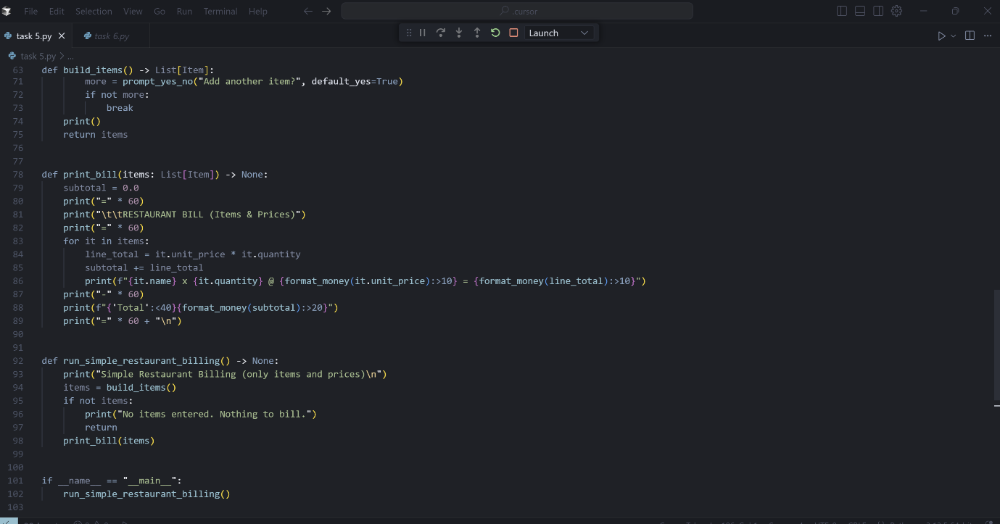 File Edit Selection View Go Run Terminal Help
.cursor
task 5.py
task 6.py
Launch
task 5.py > ...
63 def build_items() -> List[Item]:
71 more = prompt_yes_no("Add another item?", default_yes=True)
72 if not more:
73 break
74 print()
75 return items
76
77
78 def print_bill(items: List[Item]) -> None:
79 subtotal = 0.0
80 print("=" * 60)
81 print("\t\tRESTAURANT BILL (Items & Prices)")
82 print("=" * 60)
83 for it in items:
84 line_total = it.unit_price * it.quantity
85 subtotal += line_total
86 print(f"{it.name} x {it.quantity} @ {format_money(it.unit_price):>10} = {format_money(line_total):>10}")
87 print("-" * 60)
88 print(f"{'Total':<40}{format_money(subtotal):>20}")
89 print("=" * 60 + "\n")
90
91
92 def run_simple_restaurant_billing() -> None:
93 print("Simple Restaurant Billing (only items and prices)\n")
94 items = build_items()
95 if not items:
96 print("No items entered. Nothing to bill.")
97 return
98 print_bill(items)
99
100
101 if __name__ == "__main__":
102 run_simple_restaurant_billing()
103